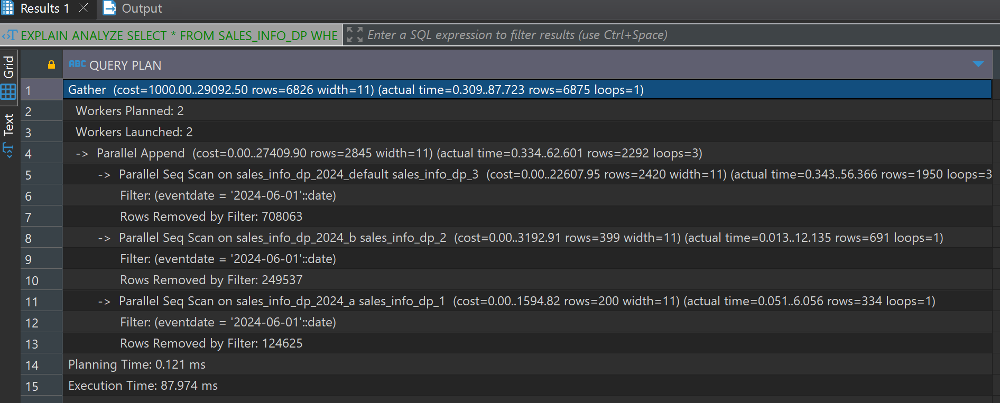 Results 1
Output
EXPLAIN ANALYZE SELECT * FROM SALES_INFO_DP WHE
Enter a SQL expression to filter results (use Ctrl+Space)
Grid
Text
ABC QUERY PLAN
1 Gather (cost=1000.00..29092.50 rows=6826 width=11) (actual time=0.309..87.723 rows=6875 loops=1)
2 Workers Planned: 2
3 Workers Launched: 2
4 -> Parallel Append (cost=0.00..27409.90 rows=2845 width=11) (actual time=0.334..62.601 rows=2292 loops=3)
5 -> Parallel Seq Scan on sales_info_dp_2024_default sales_info_dp_3 (cost=0.00..22607.95 rows=2420 width=11) (actual time=0.343..56.366 rows=1950 loops=3
6 Filter: (eventdate = '2024-06-01'::date)
7 Rows Removed by Filter: 708063
8 -> Parallel Seq Scan on sales_info_dp_2024_b sales_info_dp_2 (cost=0.00..3192.91 rows=399 width=11) (actual time=0.013..12.135 rows=691 loops=1)
9 Filter: (eventdate = '2024-06-01'::date)
10 Rows Removed by Filter: 249537
11 -> Parallel Seq Scan on sales_info_dp_2024_a sales_info_dp_1 (cost=0.00..1594.82 rows=200 width=11) (actual time=0.051..6.056 rows=334 loops=1)
12 Filter: (eventdate = '2024-06-01'::date)
13 Rows Removed by Filter: 124625
14 Planning Time: 0.121 ms
15 Execution Time: 87.974 ms